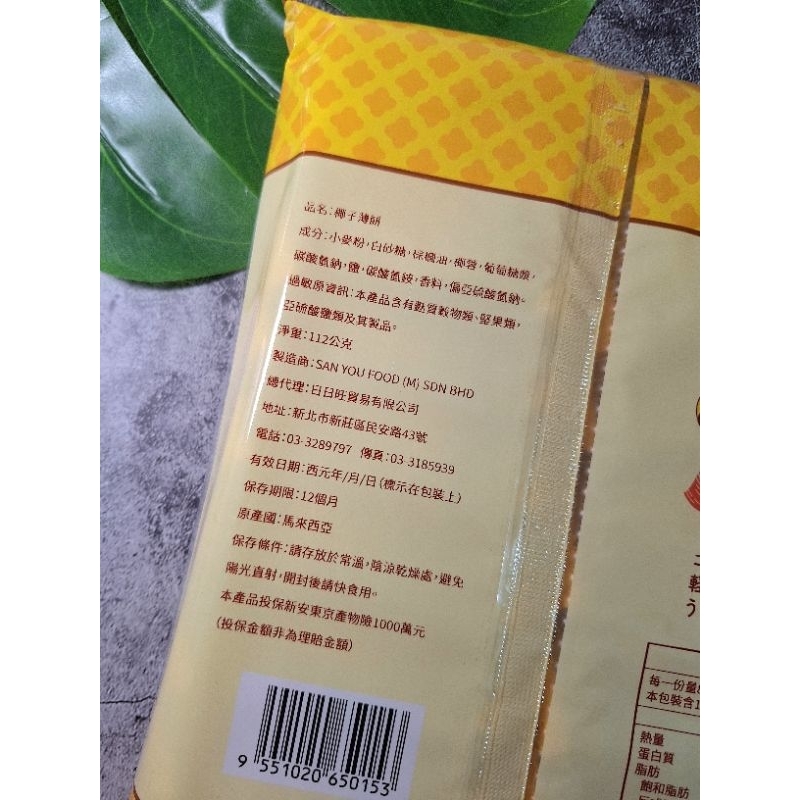 品名：椰子薄餅
成分：小麥粉，白砂糖，棕櫚油，椰蓉，葡萄糖漿，
碳酸氫鈉，鹽，碳酸氫銨，香料，偏亞硫酸氫鈉。
過敏原資訊：本產品含有麩質穀物類、堅果類，
亞硫酸鹽類及其製品。
淨重：112公克
製造商：SAN YOU FOOD (M) SDN BHD
總代理：日日旺貿易有限公司
地址：新北市新莊區民安路43號
電話：03-3289797 傳真：03-3185939
有效日期：西元年/月/日（標示在包裝上）
保存期限：12個月
原產國：馬來西亞
保存條件：請存放於常溫，陰涼乾燥處，避免
陽光直射，開封後請快食用。
本產品投保新安東京產物險1000萬元
（投保金額非為理賠金額）
9 551020 650153
輕
う
每一份量
本包裝含
熱量
蛋白質
脂肪
飽和脂肪